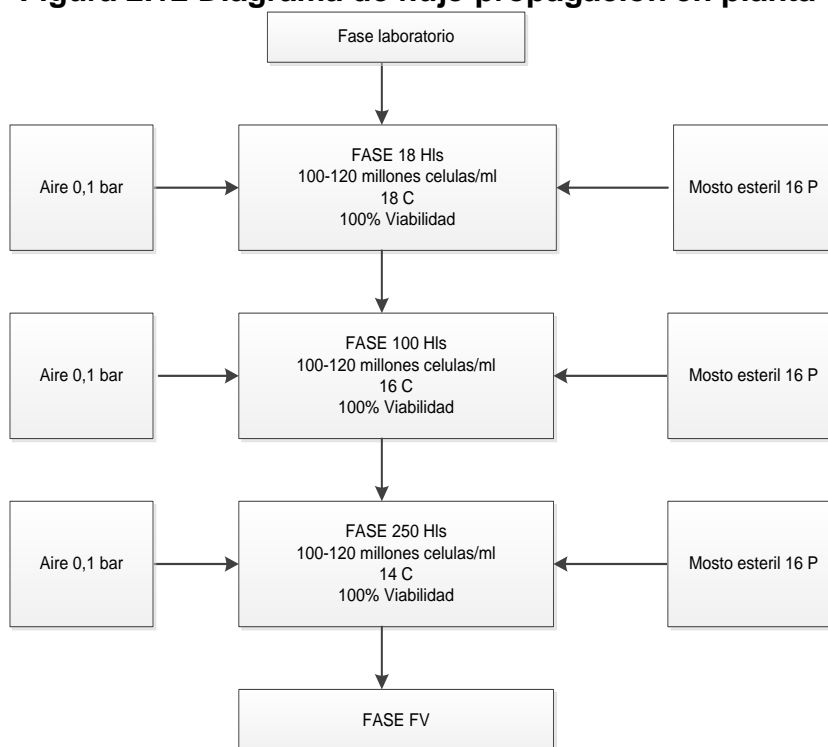 Figura 2.12 Diagrama de flujo propagación en planta
Fase laboratorio
Aire 0,1 bar
FASE 18 Hls
100-120 millones celulas/ml
18 C
100% Viabilidad
Mosto esteril 16 P
Aire 0,1 bar
FASE 100 Hls
100-120 millones celulas/ml
16 C
100% Viabilidad
Mosto esteril 16 P
Aire 0,1 bar
FASE 250 Hls
100-120 millones celulas/ml
14 C
100% Viabilidad
Mosto esteril 16 P
FASE FV